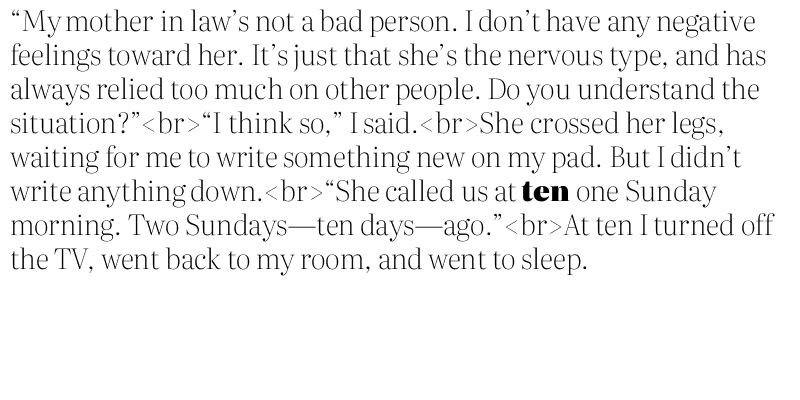 “My mother in law’s not a bad person. I don’t have any negative
feelings toward her. It’s just that she’s the nervous type, and has
always relied too much on other people. Do you understand the
situation?”<br>“I think so,” I said.<br>She crossed her legs,
waiting for me to write something new on my pad. But I didn’t
write anything down.<br>“She called us at ten one Sunday
morning. Two Sundays—ten days—ago.”<br>At ten I turned off
the TV, went back to my room, and went to sleep.